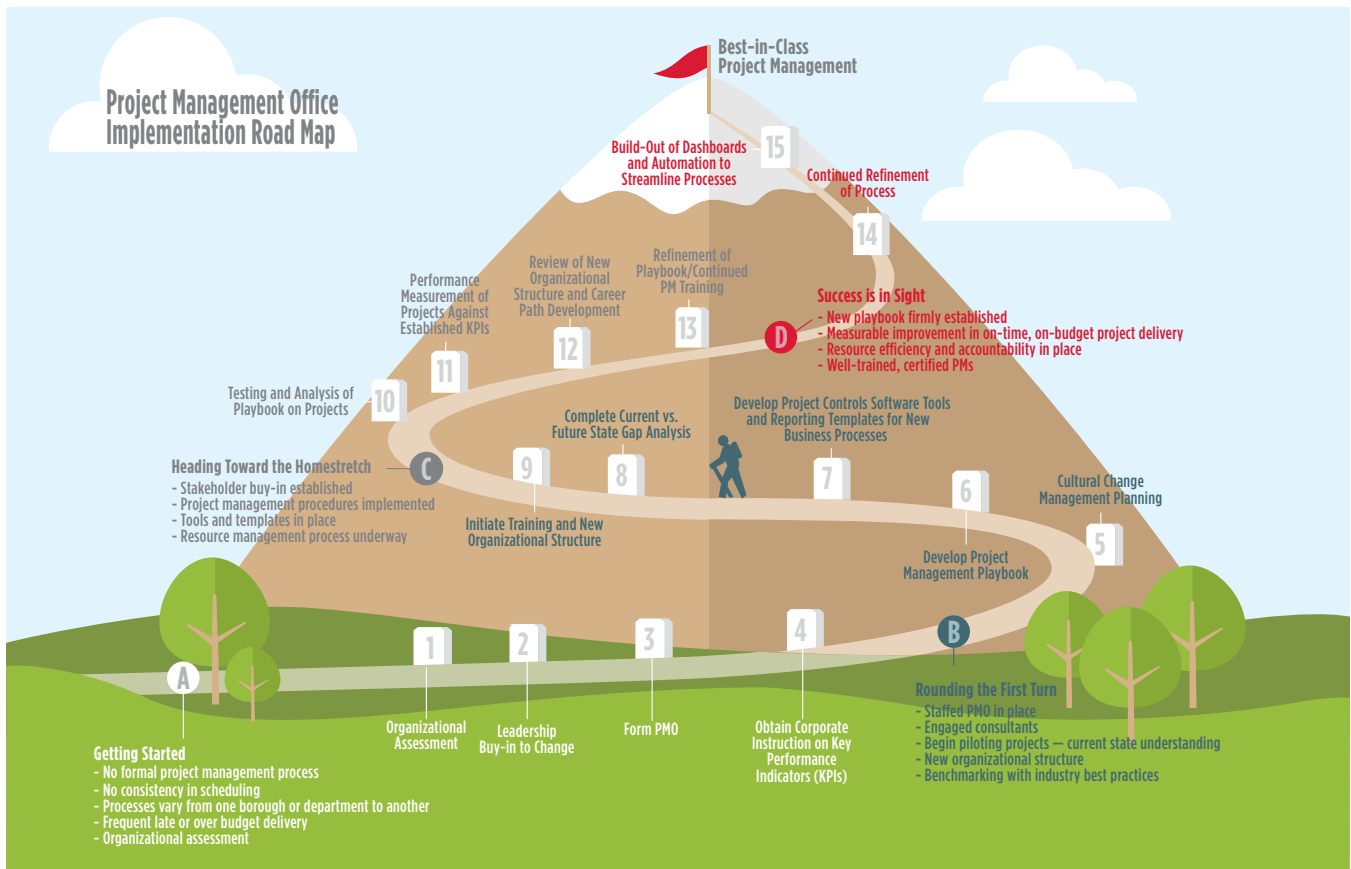 Project Management Office
Implementation Road Map
Best-in-Class
Project Management
15
Build-Out of Dashboards
and Automation to
Streamline Processes
Continued Refinement
of Process
14
Refinement of
Playbook/Continued
PM Training
13
Review of New
Organizational
Structure and Career
Path Development
12
Performance
Measurement of
Projects Against
Established KPIs
11
Testing and Analysis of
Playbook on Projects
10
D
Success is in Sight
- New playbook firmly established
- Measurable improvement in on-time, on-budget project delivery
- Resource efficiency and accountability in place
- Well-trained, certified PMs
C
Heading Toward the Homestretch
- Stakeholder buy-in established
- Project management procedures implemented
- Tools and templates in place
- Resource management process underway
9
Initiate Training and New
Organizational Structure
Complete Current vs.
Future State Gap Analysis
8
Develop Project Controls Software Tools
and Reporting Templates for New
Business Processes
7
6
Develop Project
Management Playbook
Cultural Change
Management Planning
5
A
Getting Started
- No formal project management process
- No consistency in scheduling
- Processes vary from one borough or department to another
- Frequent late or over budget delivery
- Organizational assessment
1
Organizational
Assessment
2
Leadership
Buy-in to Change
3
Form PMO
4
Obtain Corporate
Instruction on Key
Performance
Indicators (KPIs)
B
Rounding the First Turn
- Staffed PMO in place
- Engaged consultants
- Begin piloting projects — current state understanding
- New organizational structure
- Benchmarking with industry best practices